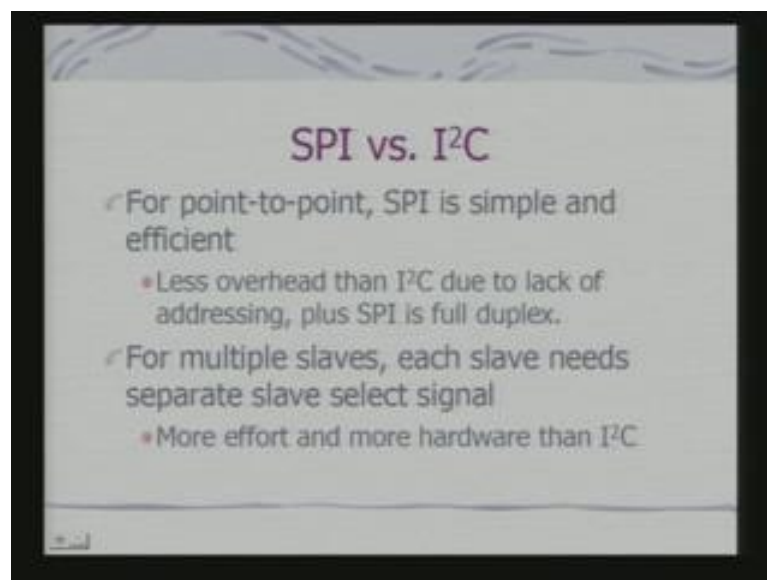 SPI vs. I²C
For point-to-point, SPI is simple and
efficient
Less overhead than I²C due to lack of
addressing, plus SPI is full duplex.
For multiple slaves, each slave needs
separate slave select signal
More effort and more hardware than I²C